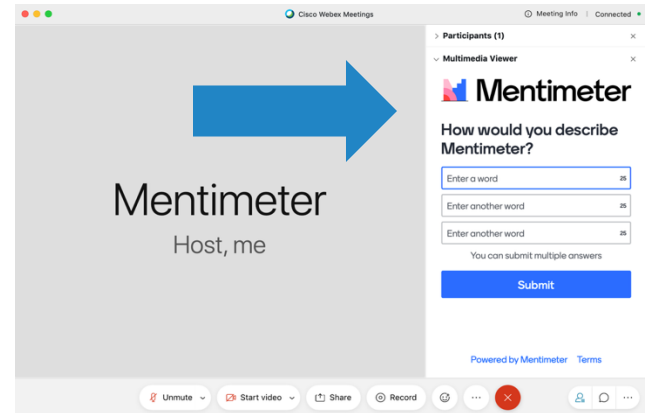 Cisco Webex Meetings
Meeting Info
Connected
Participants (1)
Multimedia Viewer
Mentimeter
How would you describe
Mentimeter?
Enter a word 25
Enter another word 25
Enter another word 25
You can submit multiple answers
Submit
Powered by Mentimeter Terms
Mentimeter
Host, me
Unmute
Start video
Share
Record